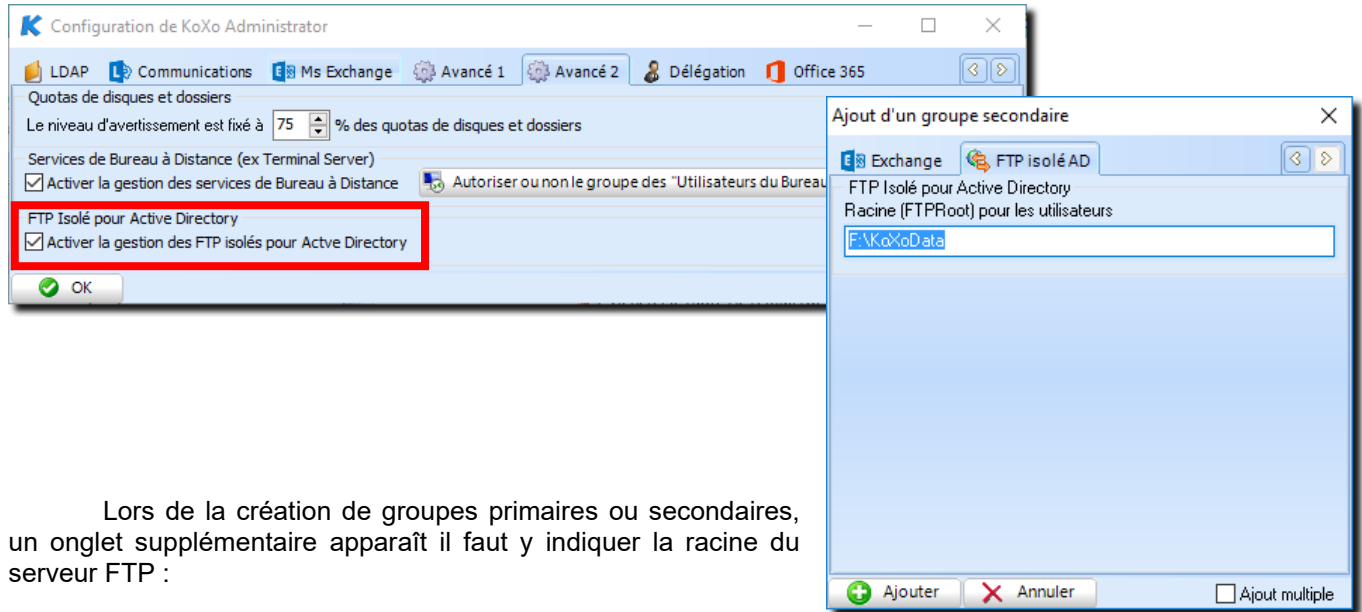 Configuration de KoXo Administrator
LDAP Communications Ms Exchange Avancé 1 Avancé 2 Délégation Office 365
Quotas de disques et dossiers
Le niveau d'avertissement est fixé à 75 % des quotas de disques et dossiers
Services de Bureau à Distance (ex Terminal Server)
Activer la gestion des services de Bureau à Distance Autoriser ou non le groupe des "Utilisateurs du Bureau
FTP Isolé pour Active Directory
Activer la gestion des FTP isolés pour Actve Directory
OK
Ajout d'un groupe secondaire
Exchange FTP isolé AD
FTP Isolé pour Active Directory
Racine (FTPRoot) pour les utilisateurs
F:\KoXoData
Ajouter Annuler Ajout multiple
Lors de la création de groupes primaires ou secondaires,
un onglet supplémentaire apparaît il faut y indiquer la racine du
serveur FTP :